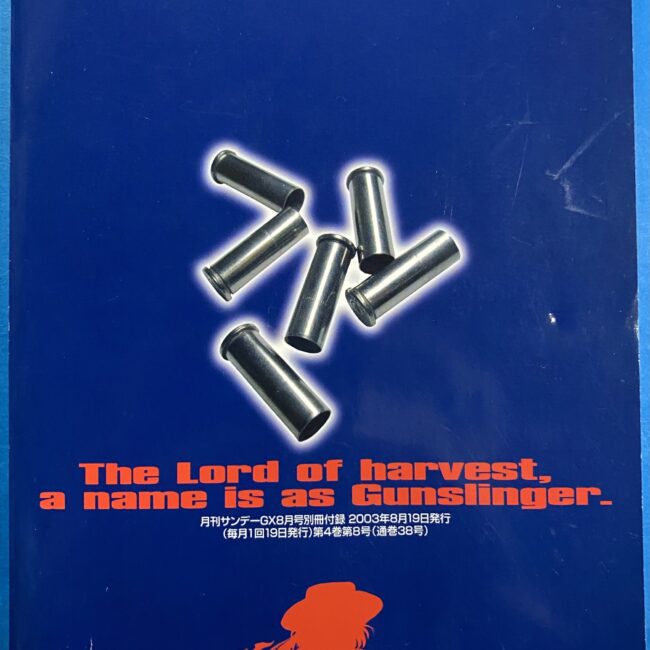 The Lord of harvest,
a name is as Gunslinger.
月刊サンデーGX8月号別冊付録 2003年8月19日発行
(毎月1回19日発行)第4巻第8号(通巻38号)